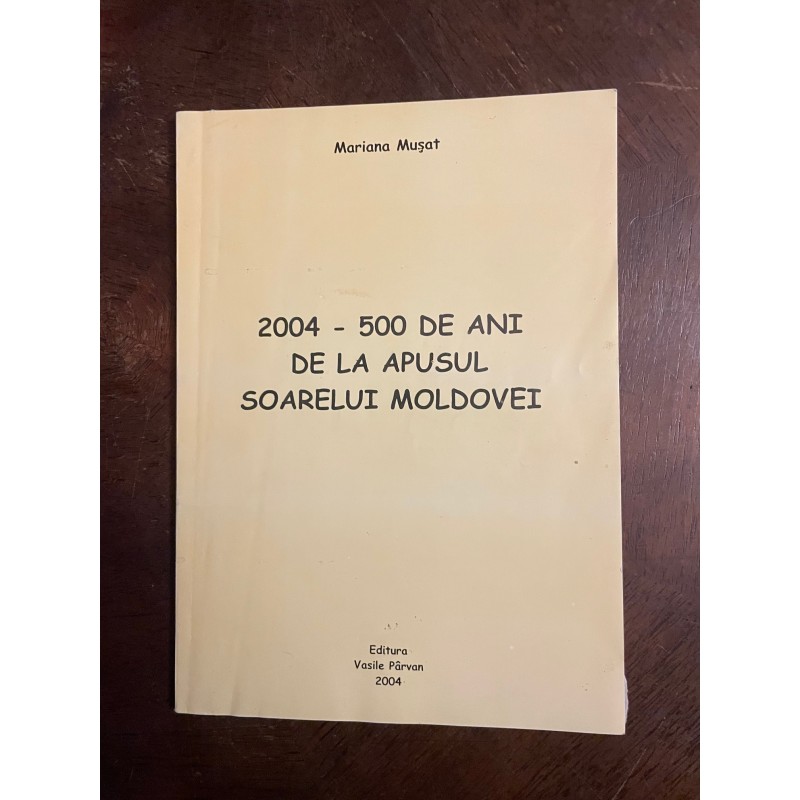 Mariana Mușat
2004 - 500 DE ANI
DE LA APUSUL
SOARELUI MOLDOVEI
Editura
Vasile Pârvan
2004